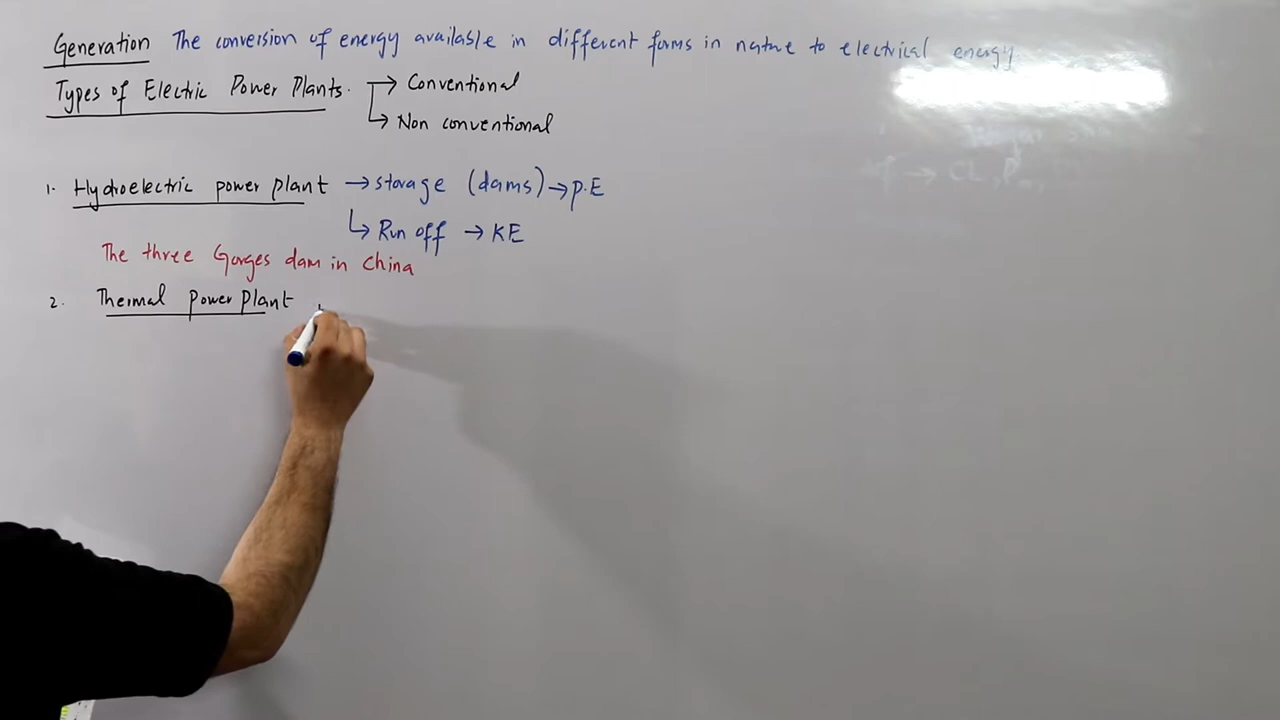 Generation The conversion of energy available in different forms in nature to electrical energy.
Types of Electric Power Plants. → Conventional
↳ Non conventional
1. Hydroelectric power plant → storage (dams) → P.E
↳ Run off → KE
The three Gorges dam in China
2. Thermal power plant